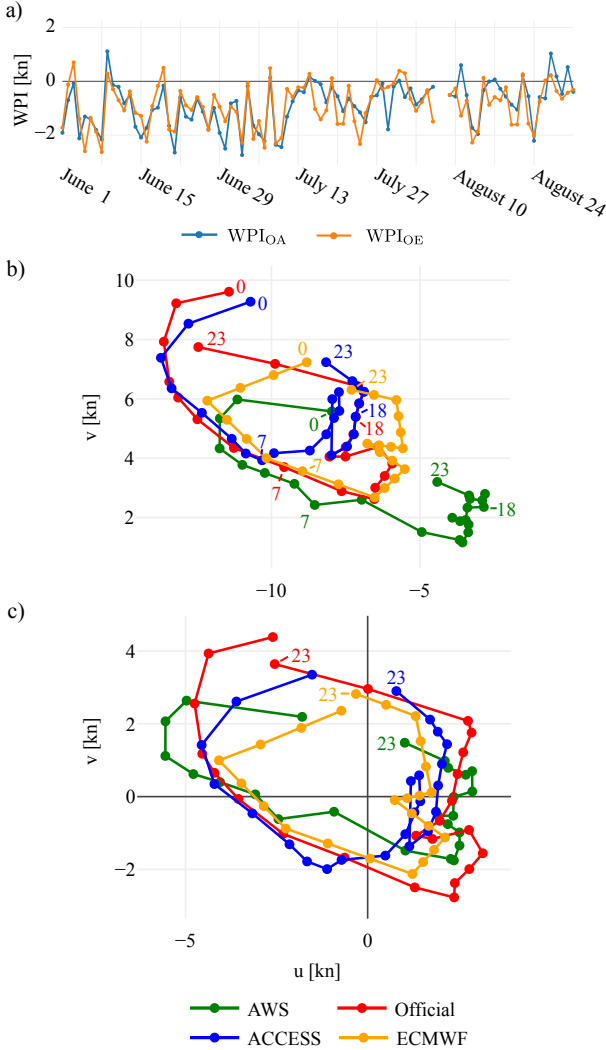 a)
WPI [kn]
2
0
−2
June 1
June 15
June 29
July 13
July 27
August 10
August 24
WPI_OA WPI_OE
b)
v [kn]
10
8
6
4
2
0
0
23
0
23
23
0
18
18
7
7
7
23
18
7
−10
−5
c)
v [kn]
4
2
0
−2
23
23
23
23
−5
0
u [kn]
AWS Official
ACCESS ECMWF